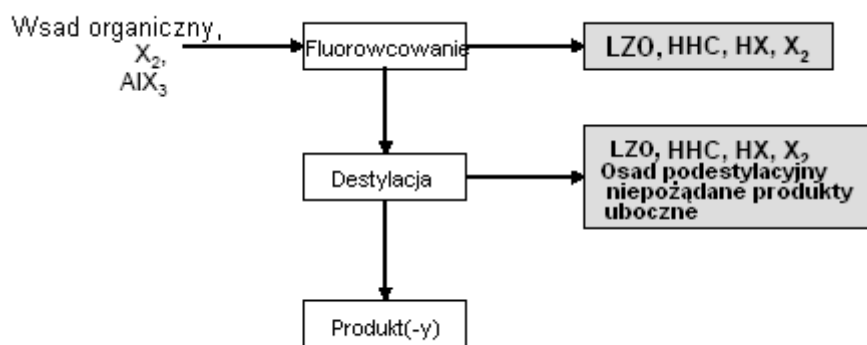 Wsad organiczny,
X₂,
AlX₃
Fluorowcowanie
LZO, HHC, HX, X₂
Destylacja
LZO, HHC, HX, X₂
Osad podestylacyjny
niepożądane produkty
uboczne
Produkt(-y)